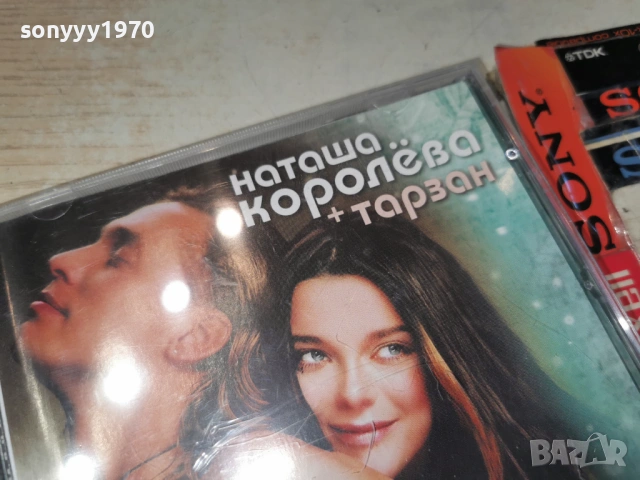 sonyyy1970
наташа
королёва
+ тарзан
TDK
SONY
BAZAR